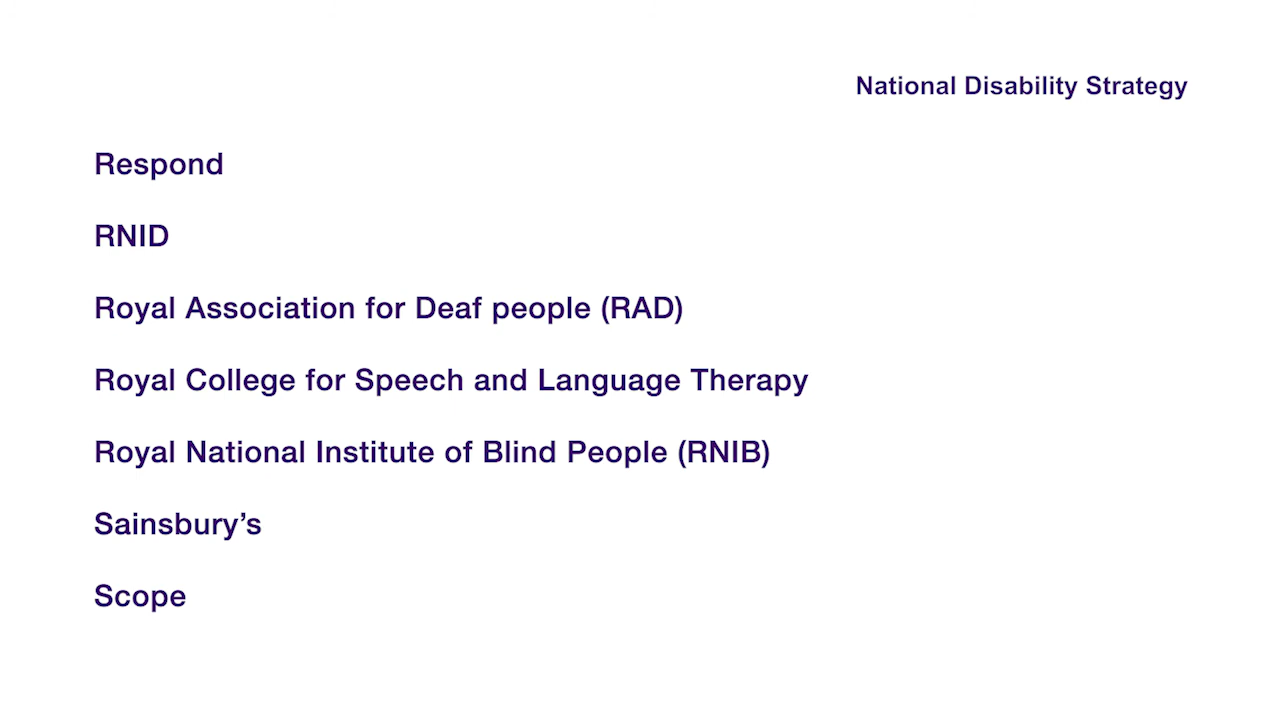 National Disability Strategy
Respond
RNID
Royal Association for Deaf people (RAD)
Royal College for Speech and Language Therapy
Royal National Institute of Blind People (RNIB)
Sainsbury’s
Scope